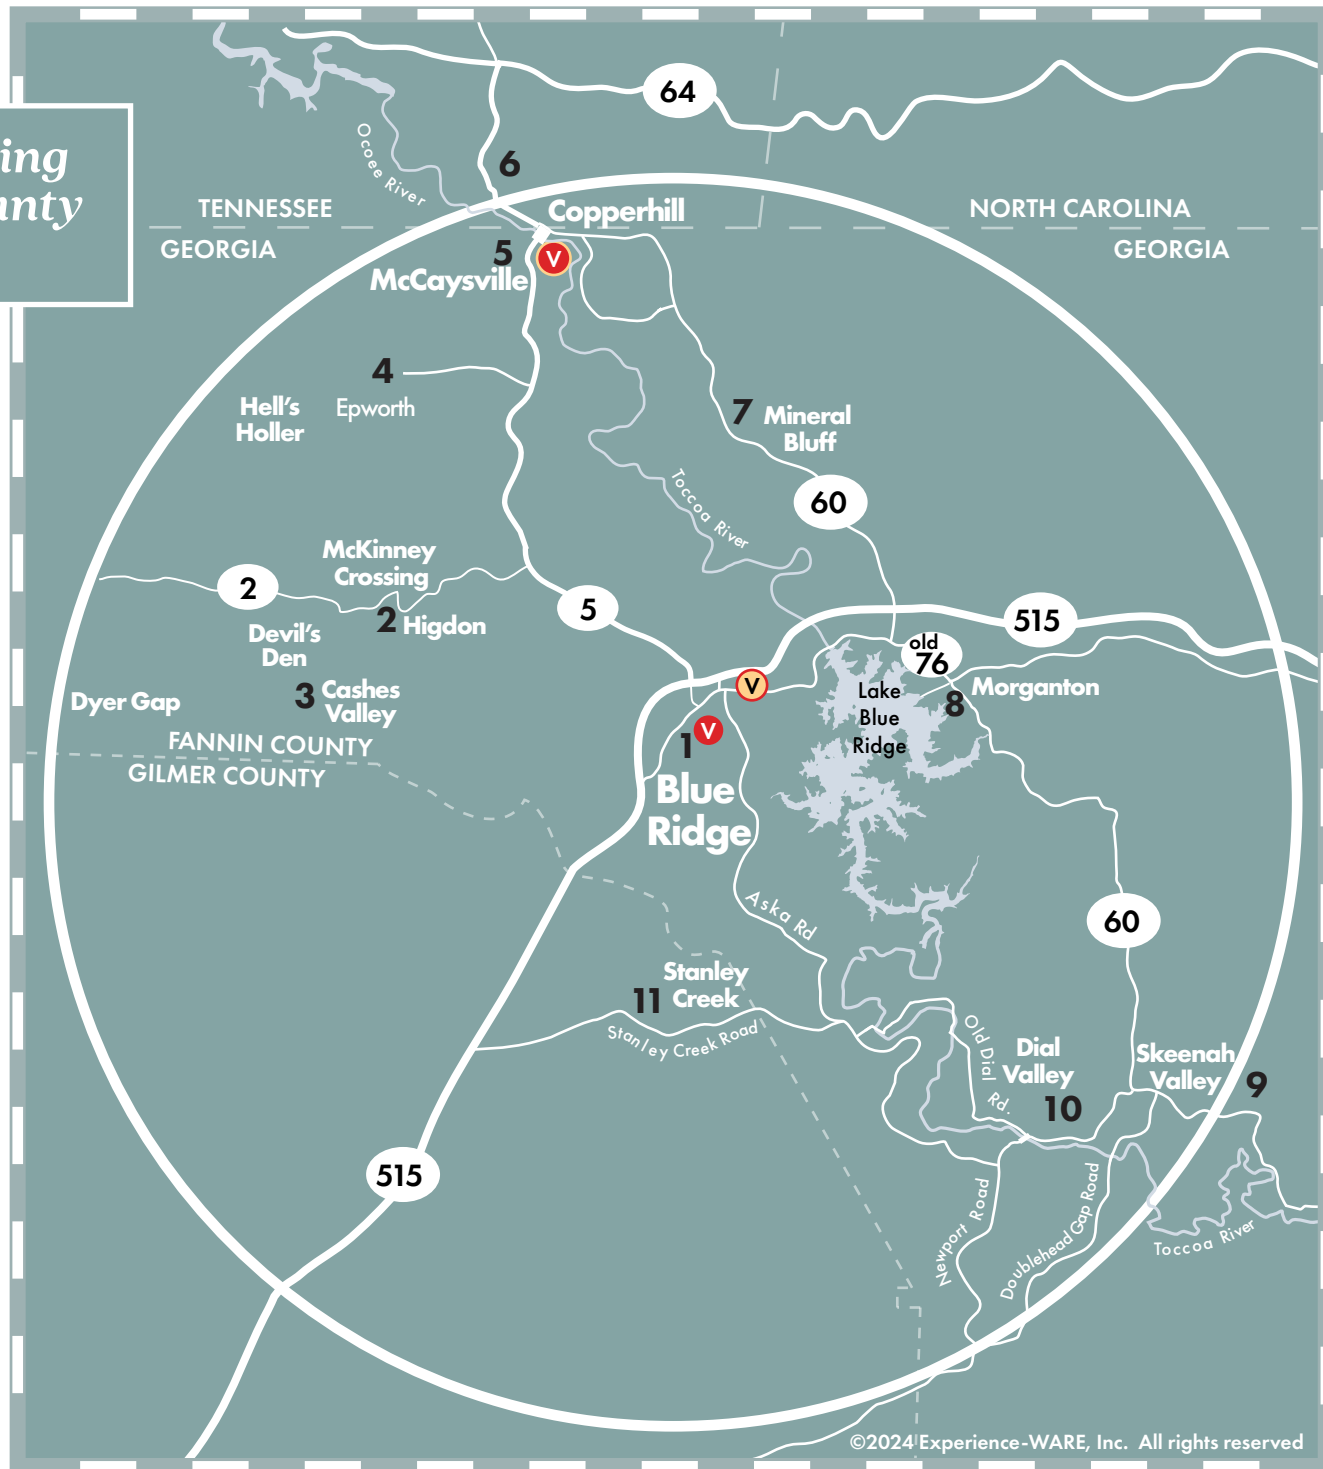 64
ing
nty
Ocoee River
6
TENNESSEE
Copperhill
NORTH CAROLINA
GEORGIA
5
V
GEORGIA
McCaysville
4
Hell's
Holler
Epworth
7
Mineral
Bluff
Toccoa River
60
McKinney
Crossing
2
2
Higdon
5
515
Devil's
Den
old
76
3
Cashes
Valley
Dyer Gap
V
Lake
Blue
Ridge
8
Morganton
FANNIN COUNTY
GILMER COUNTY
1
V
Blue
Ridge
Aska Rd
60
Stanley
Creek
11
Stanley Creek Road
Old Dial
Rd.
Dial
Valley
10
Skeenah
Valley
9
515
Newport Road
Doublehead Gap Road
Toccoa River
©2024 Experience-WARE, Inc. All rights reserved